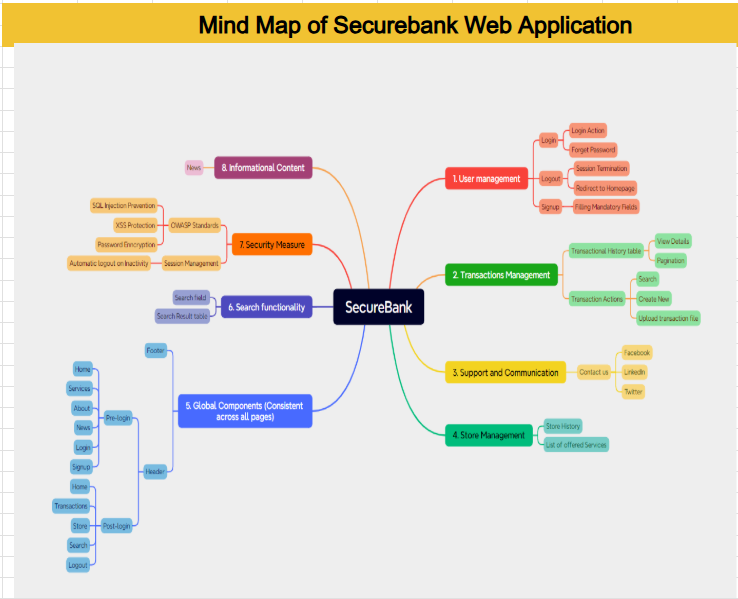 Mind Map of Securebank Web Application
SecureBank
1. User management
Login
Login Action
Forget Password
Logout
Session Termination
Redirect to Homepage
Signup
Filling Mandatory Fields
2. Transactions Management
Transactional History table
View Details
Pagination
Transaction Actions
Search
Create New
Upload transaction file
3. Support and Communication
Contact us
Facebook
LinkedIn
Twitter
4. Store Management
Store History
List of offered Services
5. Global Components (Consistent
across all pages)
Footer
Header
Pre-login
Home
Services
About
News
Login
Signup
Post-login
Home
Transactions
Store
Search
Logout
6. Search functionality
Search field
Search Result table
7. Security Measure
OWASP Standards
SQL Injection Prevention
XSS Protection
Password Enncryption
Session Management
Automatic logout on Inactivity
8. Informational Content
News